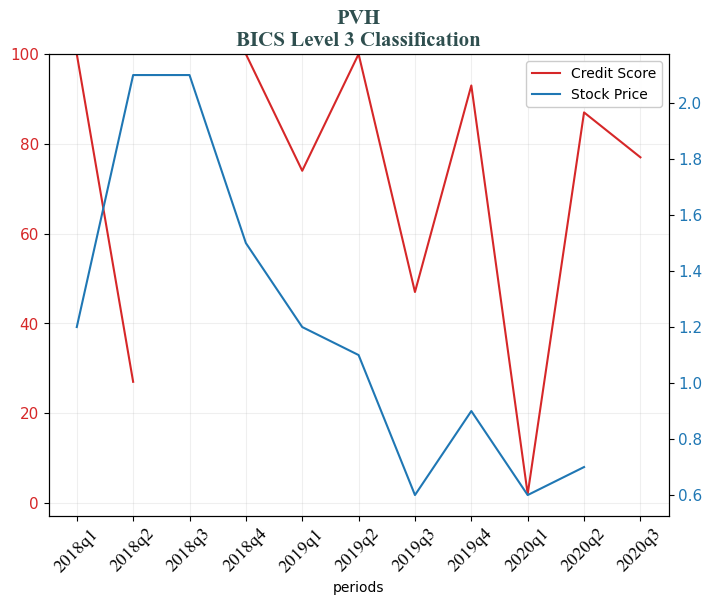 PVH
BICS Level 3 Classification
100
80
60
40
20
0
Credit Score
Stock Price
2.0
1.8
1.6
1.4
1.2
1.0
0.8
0.6
2018q1
2018q2
2018q3
2018q4
2019q1
2019q2
2019q3
2019q4
2020q1
2020q2
2020q3
periods